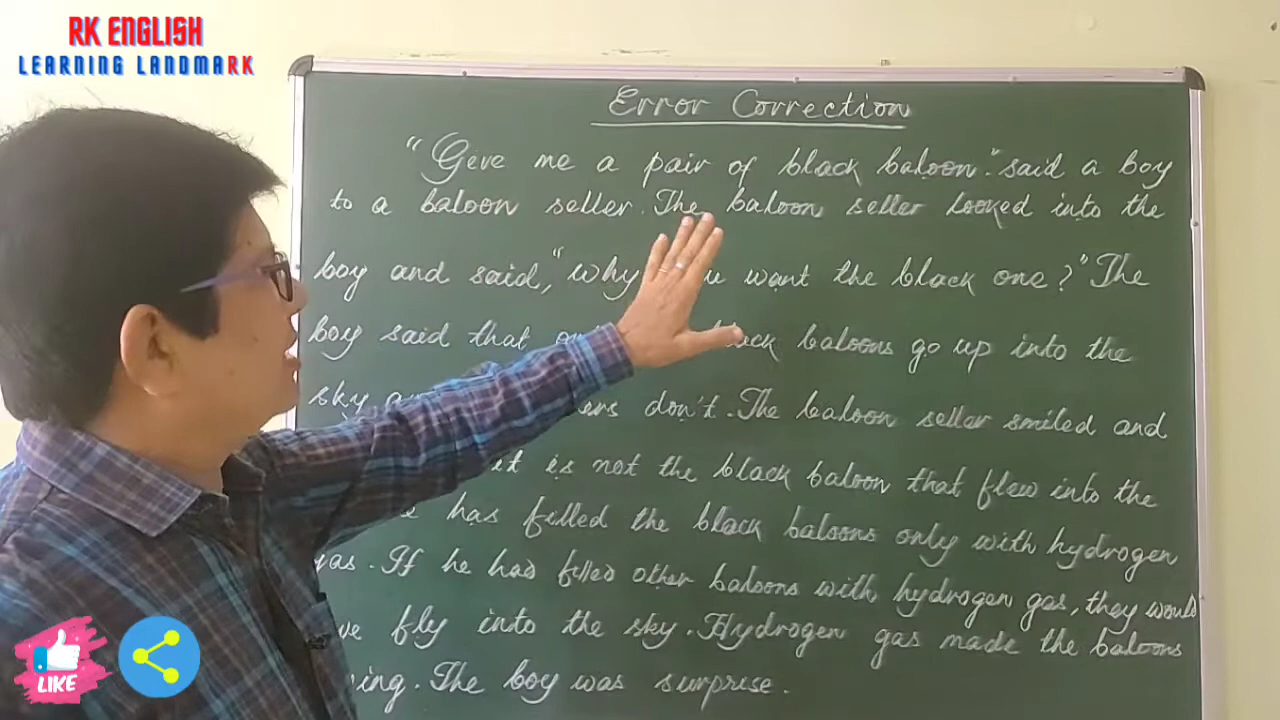 RK ENGLISH
LEARNING LANDMARK
Error Correction
"Geve me a pair of black baloon." said a boy
to a baloon seller. The baloon seller looked into the
boy and said, "why want the black one?" The
boy said that black baloons go up into the
sky don't. The baloon seller smiled and
it is not the black baloon that flew into the
has filled the black baloons only with hydrogen
gas. If he had filled other baloons with hydrogen gas, they would
fly into the sky. Hydrogen gas made the baloons
The boy was surprise.
LIKE